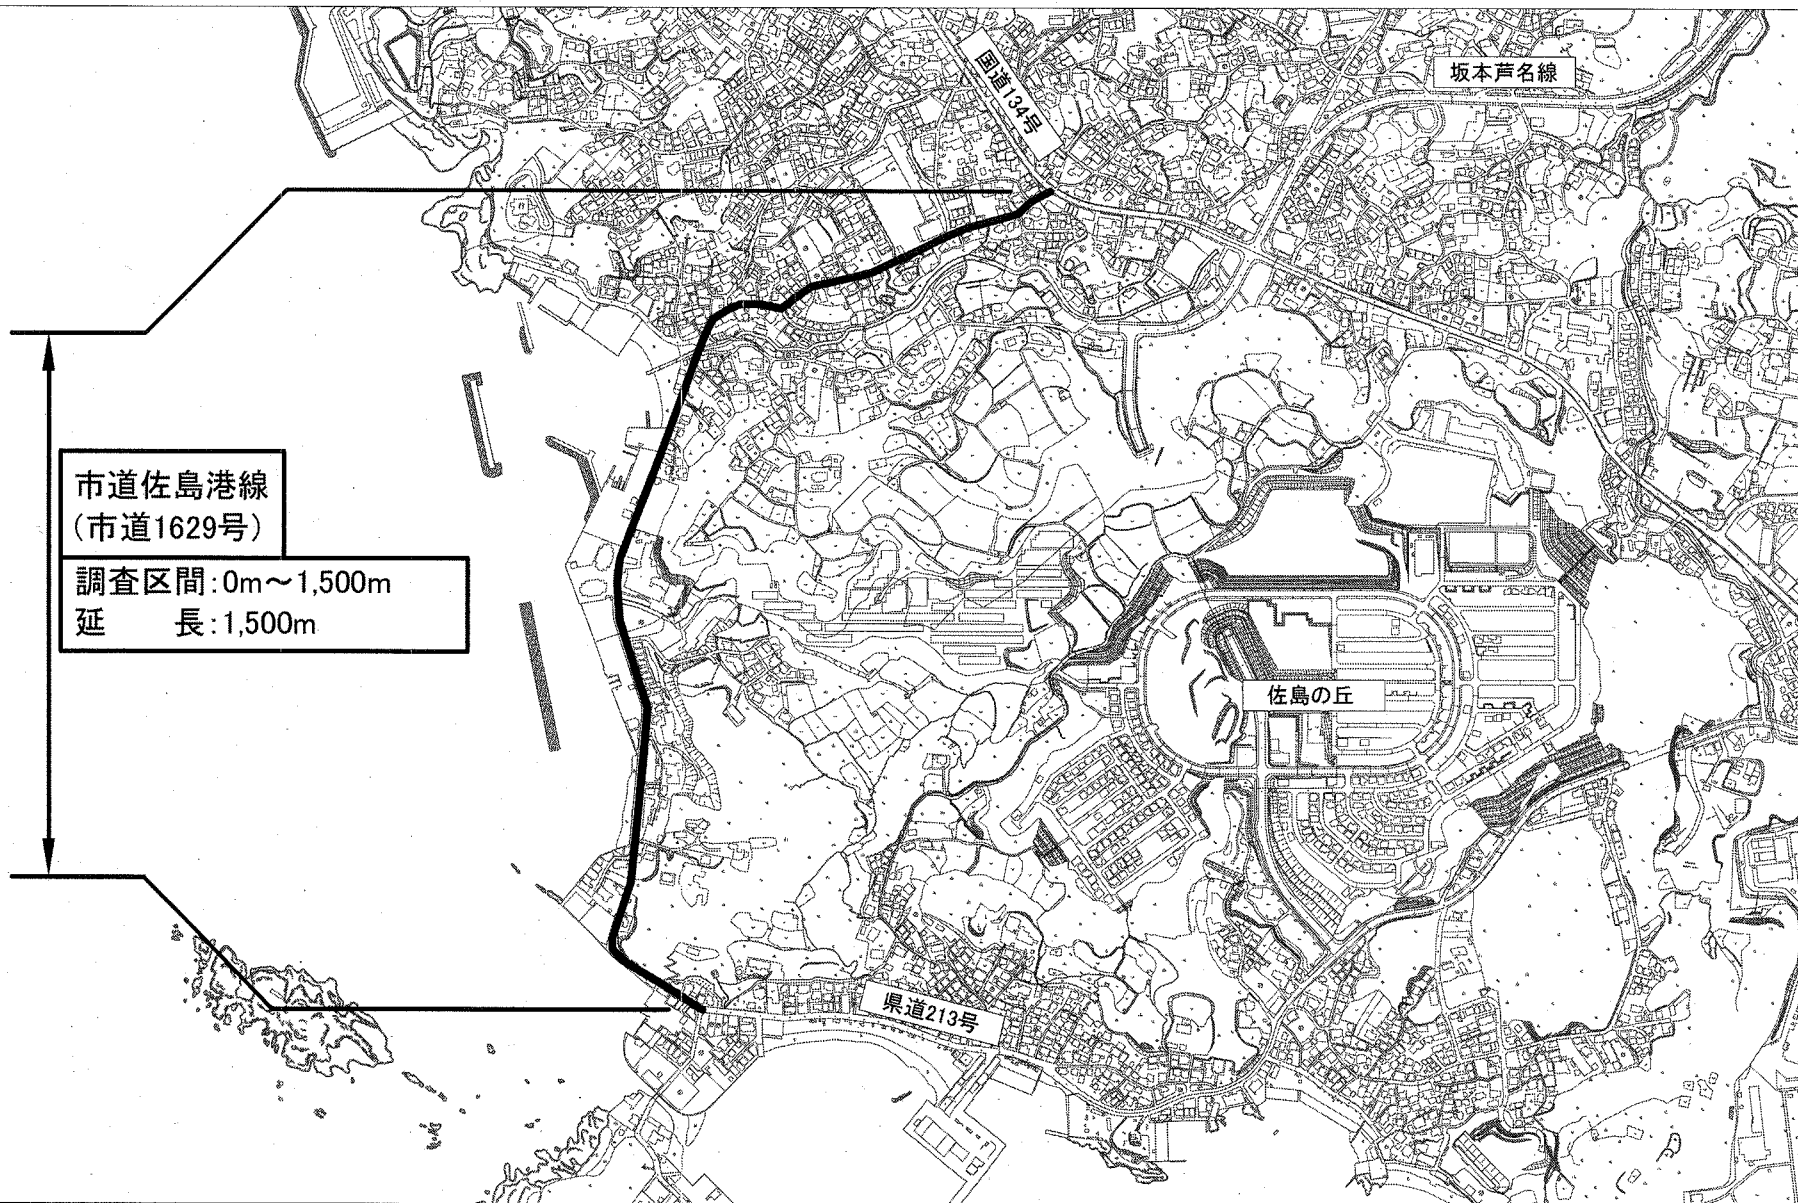 国道134号
坂本芦名線
市道佐島港線
（市道1629号）
調査区間：0m～1,500m
延　　長：1,500m
佐島の丘
県道213号